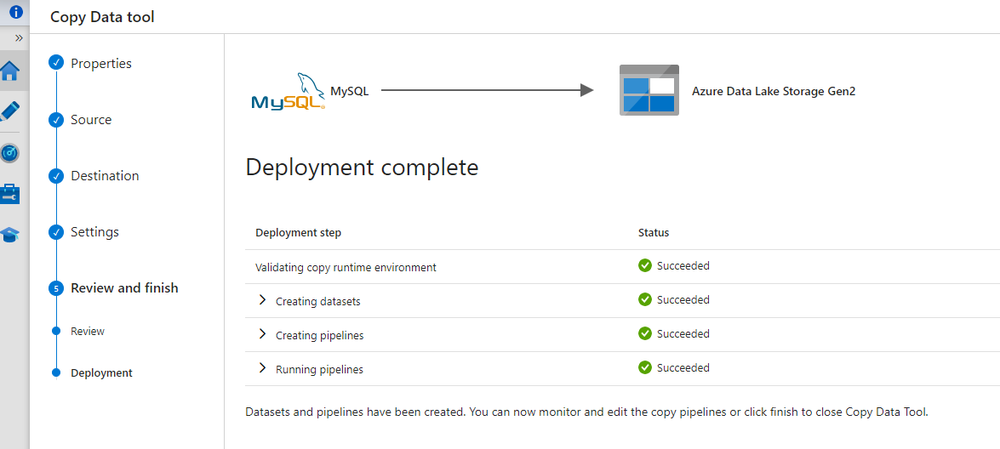 Copy Data tool
Properties
Source
Destination
Settings
5 Review and finish
Review
Deployment
MySQL MySQL Azure Data Lake Storage Gen2
Deployment complete
Deployment step Status
Validating copy runtime environment Succeeded
Creating datasets Succeeded
Creating pipelines Succeeded
Running pipelines Succeeded
Datasets and pipelines have been created. You can now monitor and edit the copy pipelines or click finish to close Copy Data Tool.